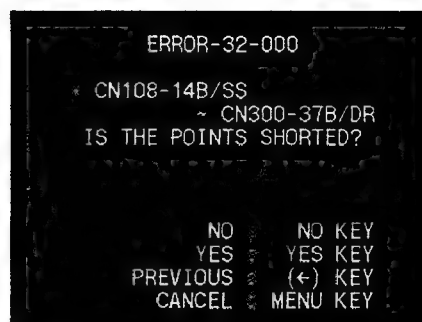 ERROR-32-000
* CN108-14B/SS
~ CN300-37B/DR
IS THE POINTS SHORTED?
NO : NO KEY
YES : YES KEY
PREVIOUS : (←) KEY
CANCEL : MENU KEY